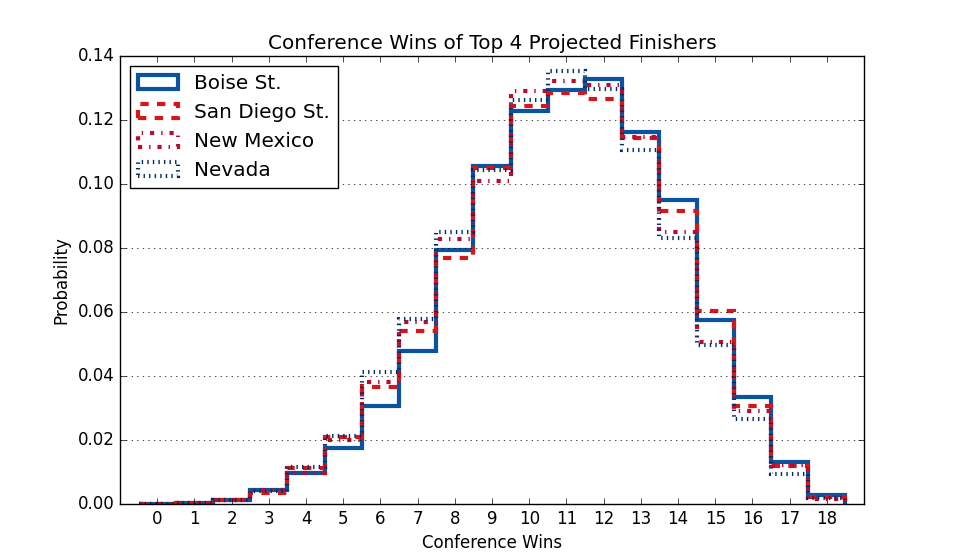 Conference Wins of Top 4 Projected Finishers
0.14
0.12
0.10
0.08
0.06
0.04
0.02
0.00
Probability
Boise St.
San Diego St.
New Mexico
Nevada
0 1 2 3 4 5 6 7 8 9 10 11 12 13 14 15 16 17 18
Conference Wins